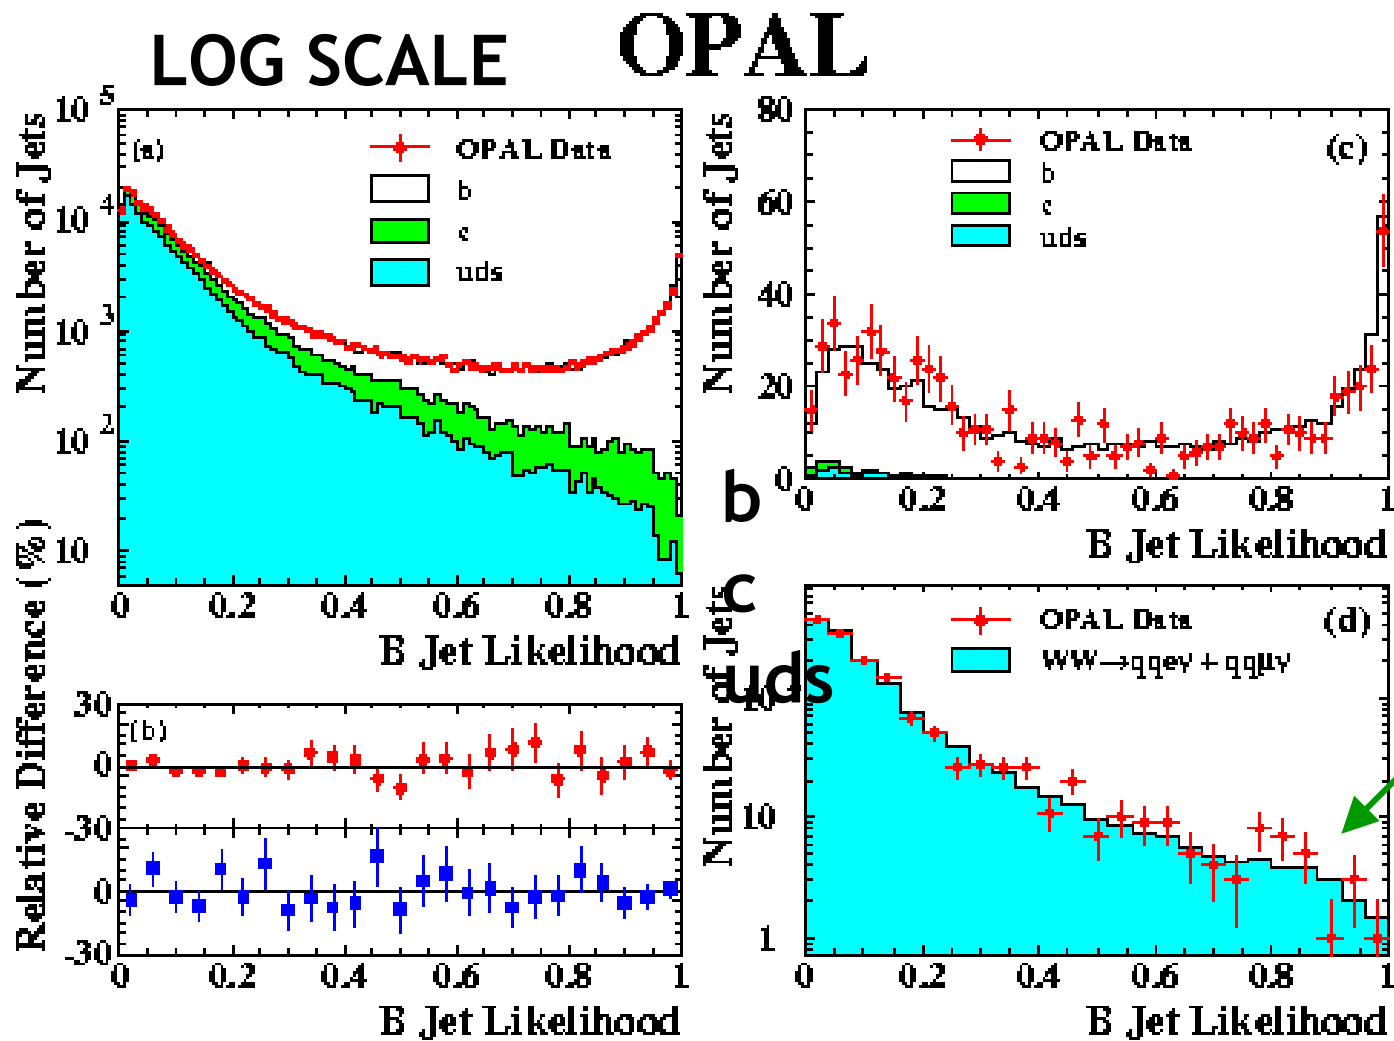 LOG SCALE
OPAL
10 5
10 4
10 3
10 2
10
Number of Jets
(a)
OPAL Data
b
c
uds
0 0.2 0.4 0.6 0.8 1
B Jet Likelihood
80
60
40
20
0
Number of Jets
(c)
OPAL Data
b
c
uds
0 0.2 0.4 0.6 0.8 1
B Jet Likelihood
b
c
uds
Relative Difference (%)
30
0
-30
0
-30
(b)
0 0.2 0.4 0.6 0.8 1
B Jet Likelihood
Number of Jets
10
1
(d)
OPAL Data
WW→qqeν + qqμν
0 0.2 0.4 0.6 0.8 1
B Jet Likelihood